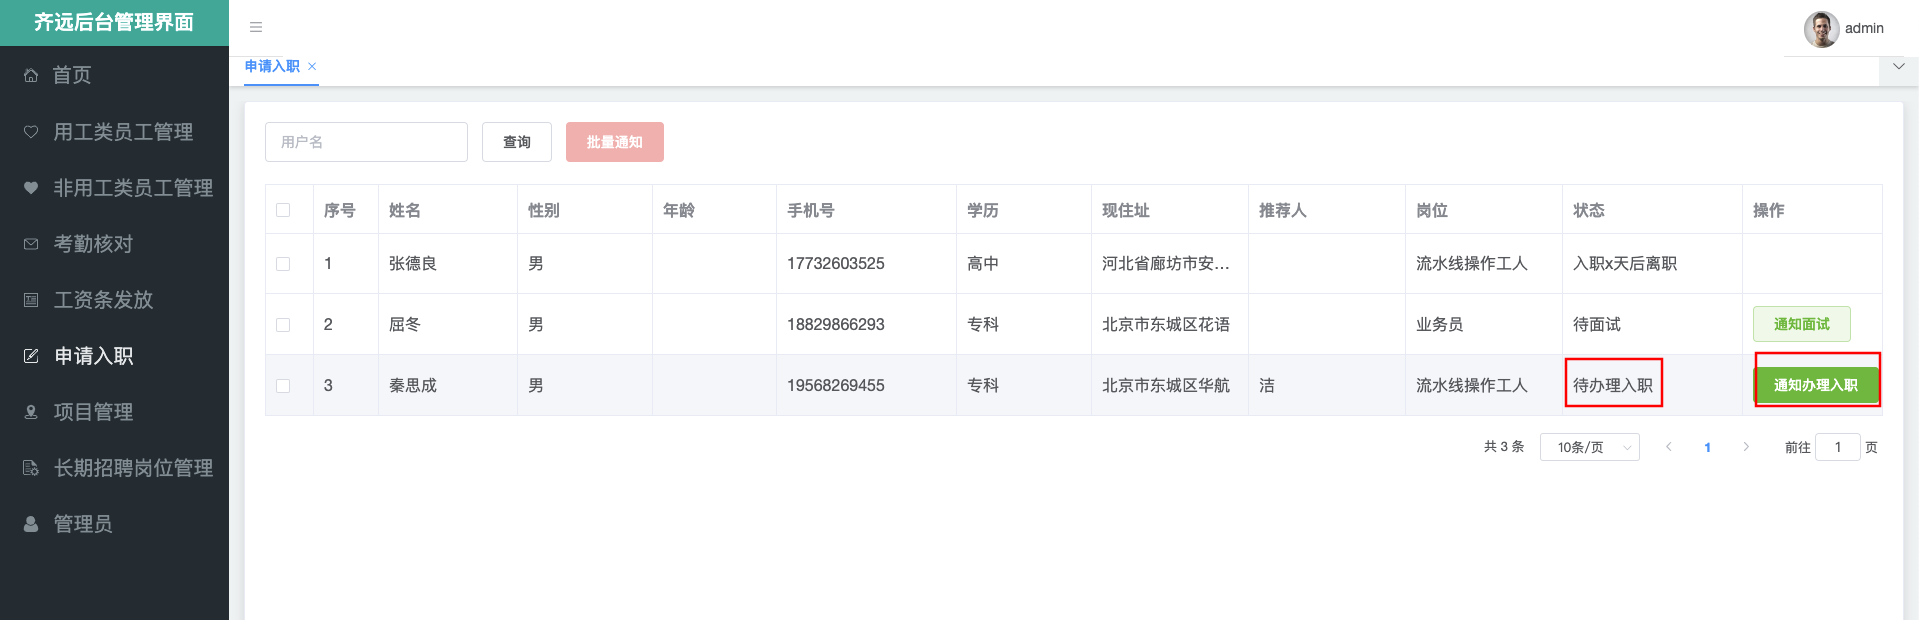 齐远后台管理界面
admin
首页
用工类员工管理
非用工类员工管理
考勤核对
工资条发放
申请入职
项目管理
长期招聘岗位管理
管理员
申请入职 ×
用户名 查询 批量通知
序号 姓名 性别 年龄 手机号 学历 现住址 推荐人 岗位 状态 操作
1 张德良 男 17732603525 高中 河北省廊坊市安... 流水线操作工人 入职x天后离职
2 屈冬 男 18829866293 专科 北京市东城区花语 业务员 待面试 通知面试
3 秦思成 男 19568269455 专科 北京市东城区华航 洁 流水线操作工人 待办理入职 通知办理入职
共 3 条 10条/页 < 1 > 前往 1 页